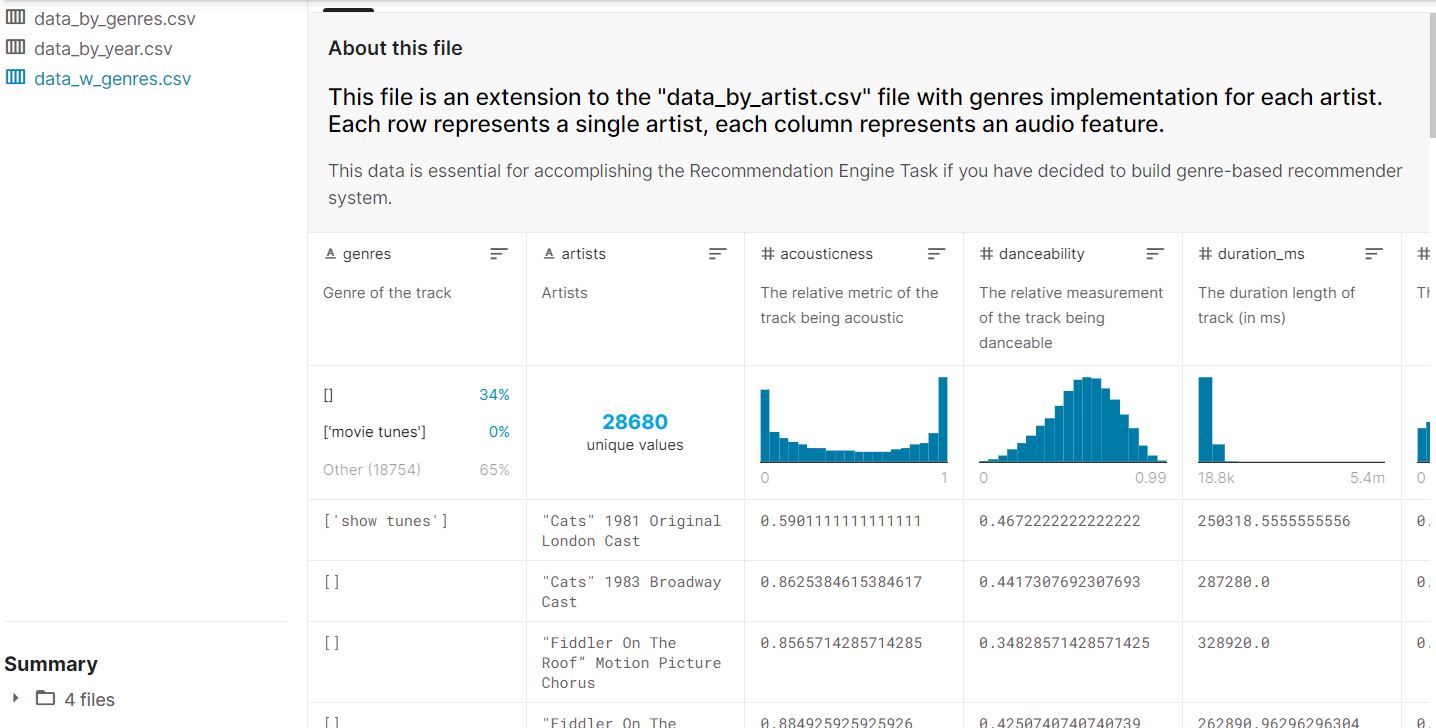 data_by_genres.csv
data_by_year.csv
data_w_genres.csv
Summary
4 files
About this file
This file is an extension to the "data_by_artist.csv" file with genres implementation for each artist.
Each row represents a single artist, each column represents an audio feature.
This data is essential for accomplishing the Recommendation Engine Task if you have decided to build genre-based recommender
system.
genres
artists
# acousticness
# danceability
# duration_ms
#
Genre of the track
Artists
The relative metric of the
track being acoustic
The relative measurement
of the track being
danceable
The duration length of
track (in ms)
[] 34%
['movie tunes'] 0%
Other (18754) 65%
28680
unique values
0 1
0 0.99
18.8k 5.4m
0
['show tunes']
"Cats" 1981 Original
London Cast
0.5901111111111111
0.4672222222222222
250318.5555555556
0.
[]
"Cats" 1983 Broadway
Cast
0.8625384615384617
0.4417307692307693
287280.0
0.
[]
"Fiddler On The
Roof” Motion Picture
Chorus
0.8565714285714285
0.34828571428571425
328920.0
0.
[]
"Fiddler On The
0.884925925925926
0.4250740740740739
262890.96296296304
0.